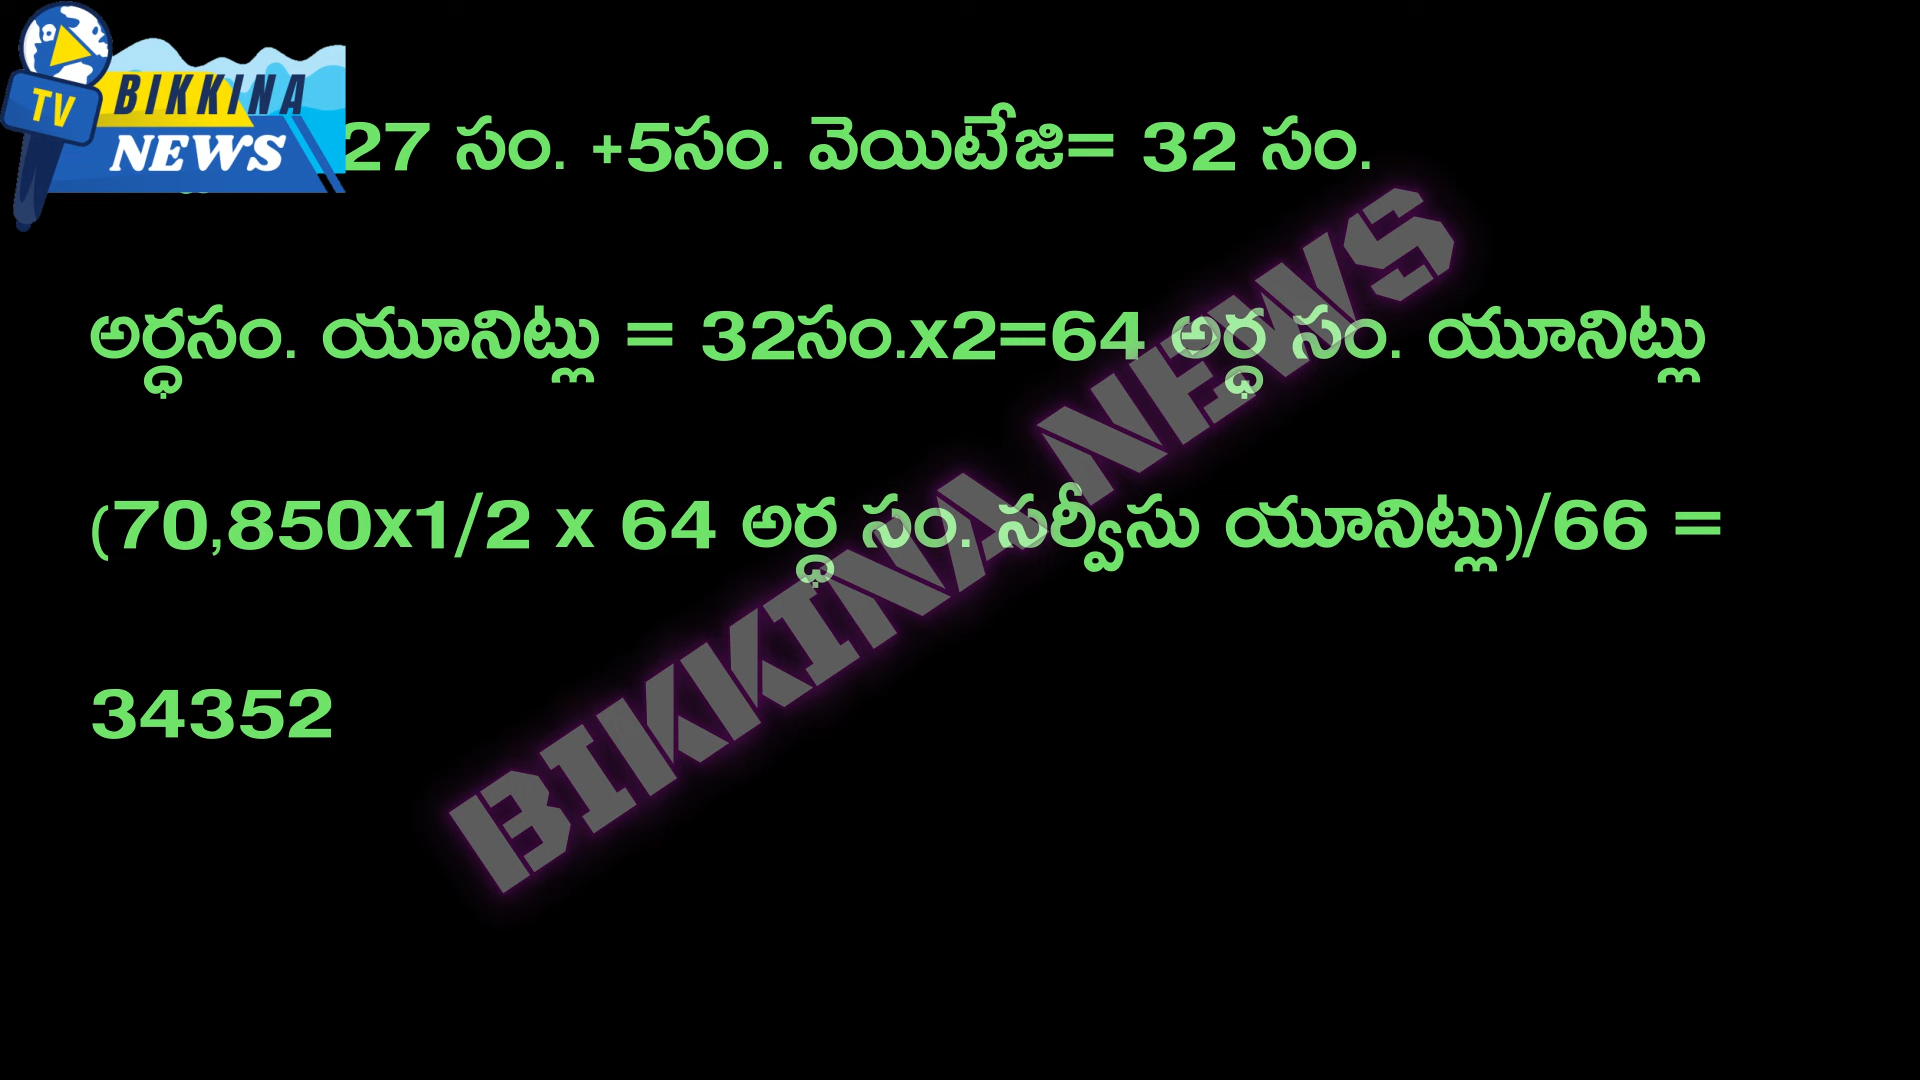 BIKKINA
TV
NEWS
27 సం. +5సం. వెయిటేజి= 32 సం.
అర్ధసం. యూనిట్లు = 32సం.x2=64 అర్ధ సం. యూనిట్లు
(70,850x1/2 x 64 అర్ధ సం. సర్వీసు యూనిట్లు)/66 =
34352
BIKKINA NEWS